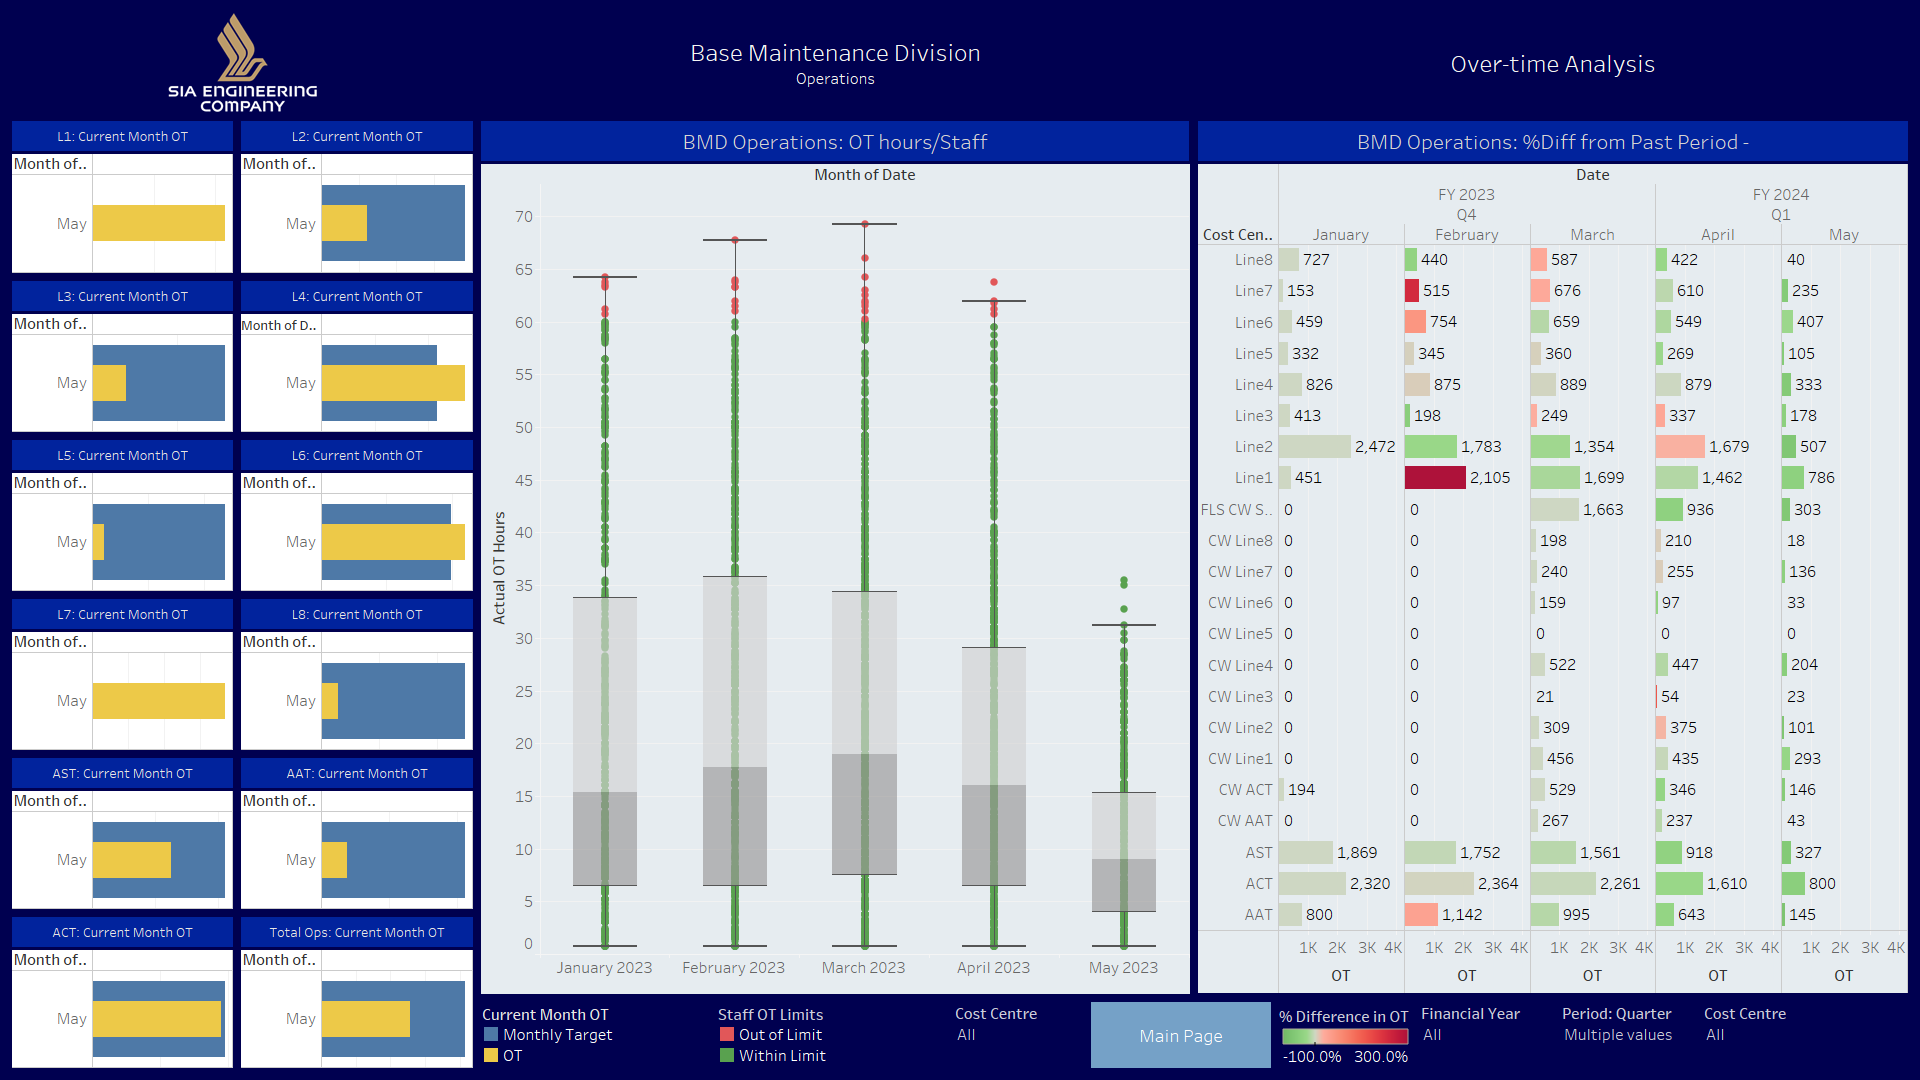 SIA ENGINEERING
COMPANY
Base Maintenance Division
Operations
Over-time Analysis
L1: Current Month OT
Month of..
May
L2: Current Month OT
Month of..
May
L3: Current Month OT
Month of..
May
L4: Current Month OT
Month of D..
May
L5: Current Month OT
Month of..
May
L6: Current Month OT
Month of..
May
L7: Current Month OT
Month of..
May
L8: Current Month OT
Month of..
May
AST: Current Month OT
Month of..
May
AAT: Current Month OT
Month of..
May
ACT: Current Month OT
Month of..
May
Total Ops: Current Month OT
Month of..
May
BMD Operations: OT hours/Staff
Month of Date
Actual OT Hours
70
65
60
55
50
45
40
35
30
25
20
15
10
5
0
January 2023 February 2023 March 2023 April 2023 May 2023
BMD Operations: %Diff from Past Period -
Date
FY 2023 FY 2024
Q4 Q1
Cost Cen.. January February March April May
Line8 727 440 587 422 40
Line7 153 515 676 610 235
Line6 459 754 659 549 407
Line5 332 345 360 269 105
Line4 826 875 889 879 333
Line3 413 198 249 337 178
Line2 2,472 1,783 1,354 1,679 507
Line1 451 2,105 1,699 1,462 786
FLS CW S.. 0 0 1,663 936 303
CW Line8 0 0 198 210 18
CW Line7 0 0 240 255 136
CW Line6 0 0 159 97 33
CW Line5 0 0 0 0 0
CW Line4 0 0 522 447 204
CW Line3 0 0 21 54 23
CW Line2 0 0 309 375 101
CW Line1 0 0 456 435 293
CW ACT 194 0 529 346 146
CW AAT 0 0 267 237 43
AST 1,869 1,752 1,561 918 327
ACT 2,320 2,364 2,261 1,610 800
AAT 800 1,142 995 643 145
1K 2K 3K 4K 1K 2K 3K 4K 1K 2K 3K 4K 1K 2K 3K 4K 1K 2K 3K 4K
OT OT OT OT OT
Current Month OT
Monthly Target
OT
Staff OT Limits
Out of Limit
Within Limit
Cost Centre
All
Main Page
% Difference in OT
-100.0% 300.0%
Financial Year
All
Period: Quarter
Multiple values
Cost Centre
All